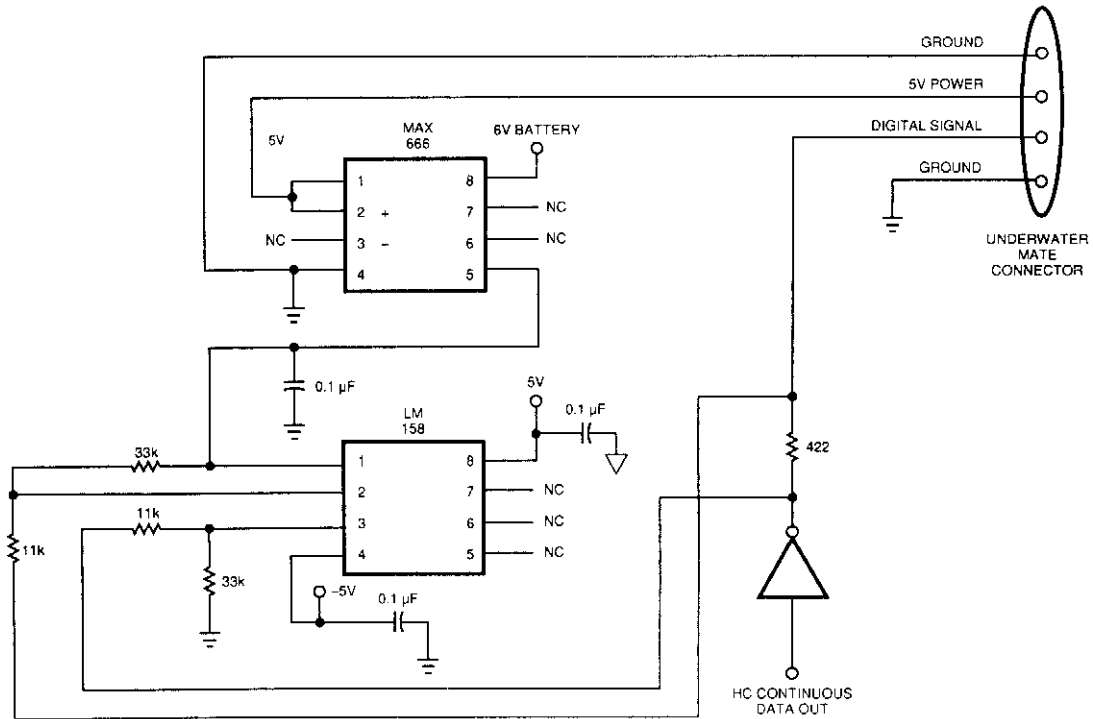 GROUND
5V POWER
MAX
666
6V BATTERY
5V
DIGITAL SIGNAL
1 8
2 + 7 NC
GROUND
NC 3 – 6 NC
4 5
UNDERWATER
MATE
CONNECTOR
0.1 µF
5V
LM
158
0.1 µF
33k
1 8
422
2 7 NC
11k
3 6 NC
11k
4 5 NC
33k
–5V
0.1 µF
HC CONTINUOUS
DATA OUT